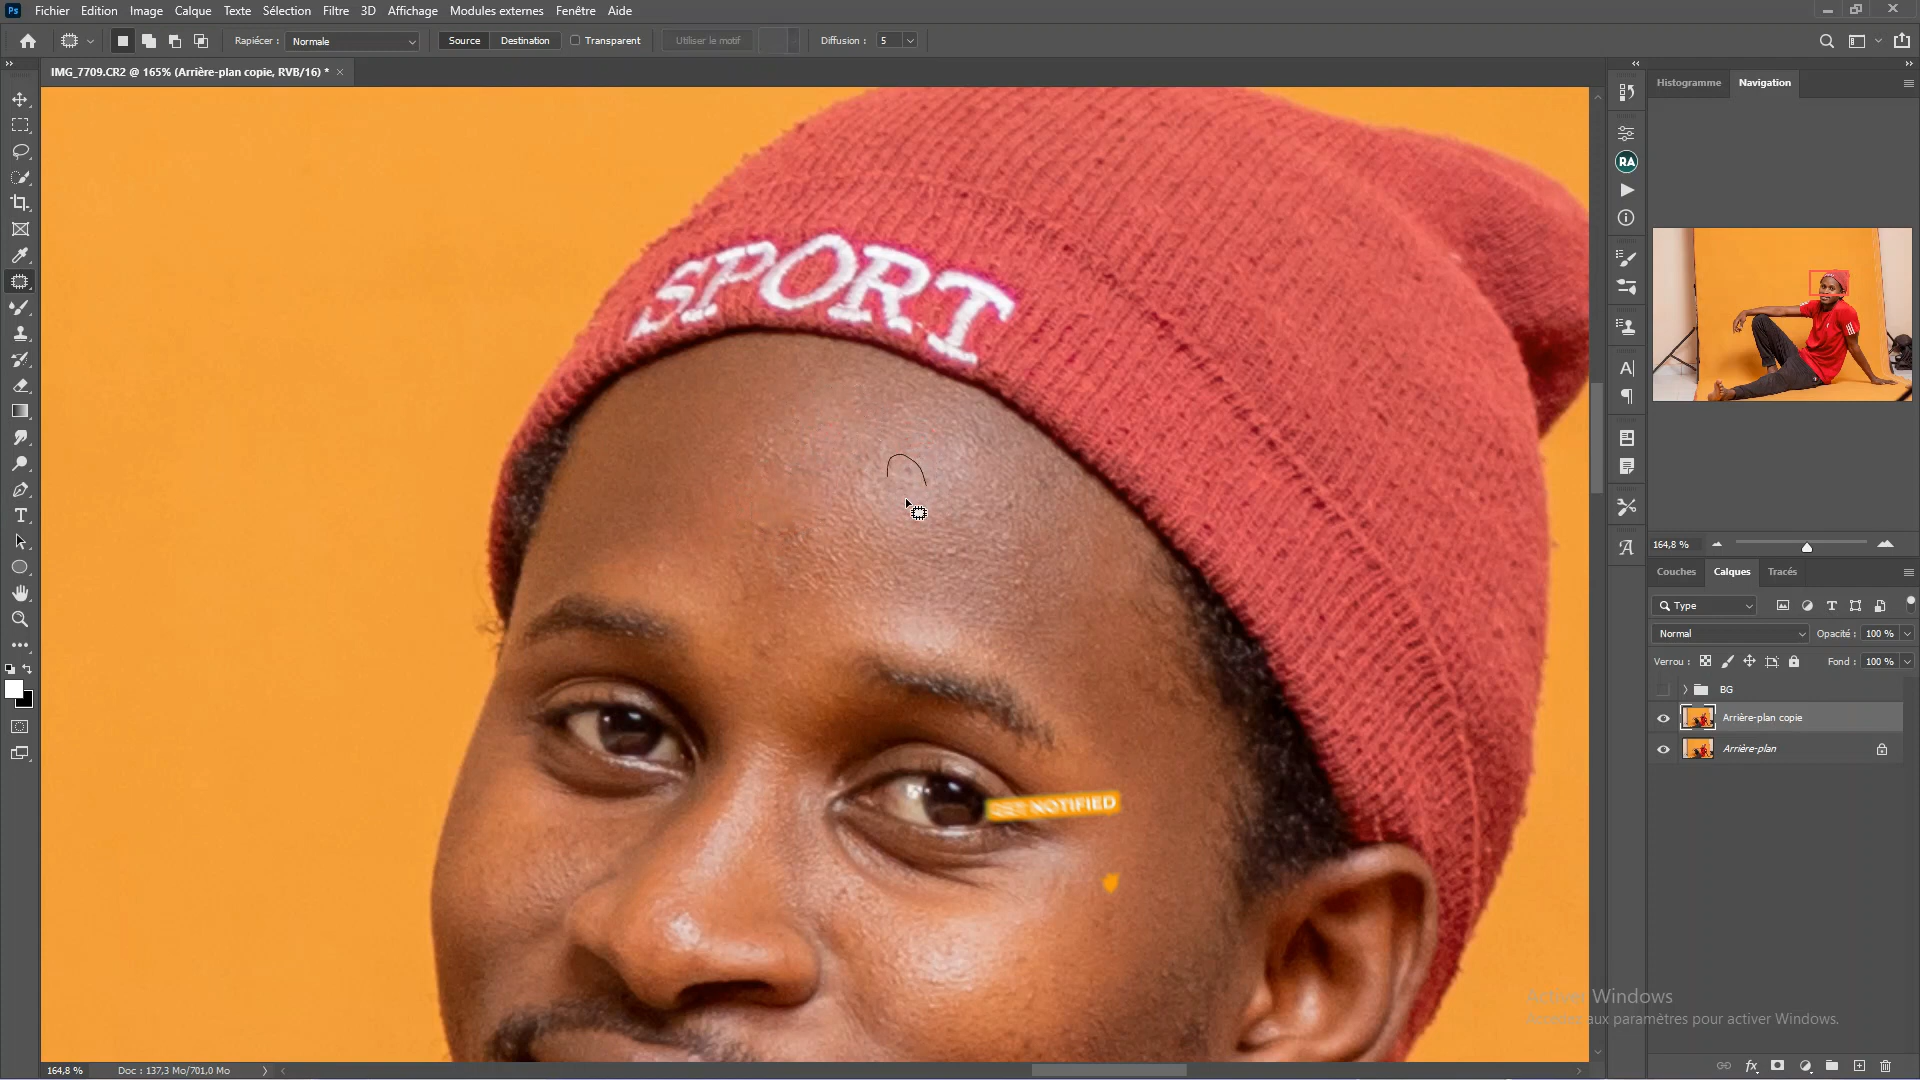 Ps Fichier Edition Image Calque Texte Sélection Filtre 3D Affichage Modules externes Fenêtre Aide
Rapiécer : Normale Source Destination Transparent Utiliser le motif Diffusion : 5
IMG_7709.CR2 @ 165% (Arrière-plan copie, RVB/16) *
Histogramme Navigation
RA
SPORT
164,8 %
Couches Calques Tracés
Type
Normal Opacité : 100 %
Verrou : Fond : 100 %
BG
Arrière-plan copie
Arrière-plan
NOTIFIED
Windows
aux paramètres pour activer Windows.
164,8 % Doc : 137,3 Mo/701,0 Mo